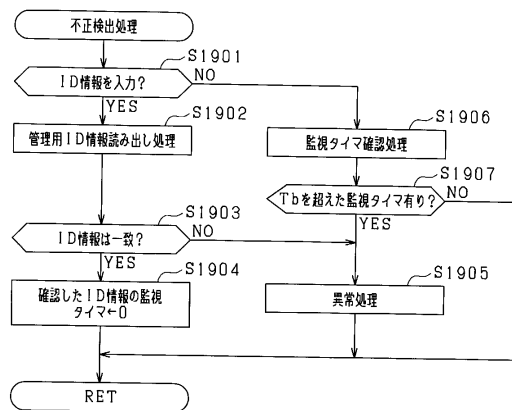 不正検出処理
S1901
ID情報を入力?
NO
YES
S1902
管理用ID情報読み出し処理
S1906
監視タイマ確認処理
S1907
Tbを超えた監視タイマ有り?
NO
YES
S1903
ID情報は一致?
NO
YES
S1904
確認したID情報の監視
タイマ←0
S1905
異常処理
RET